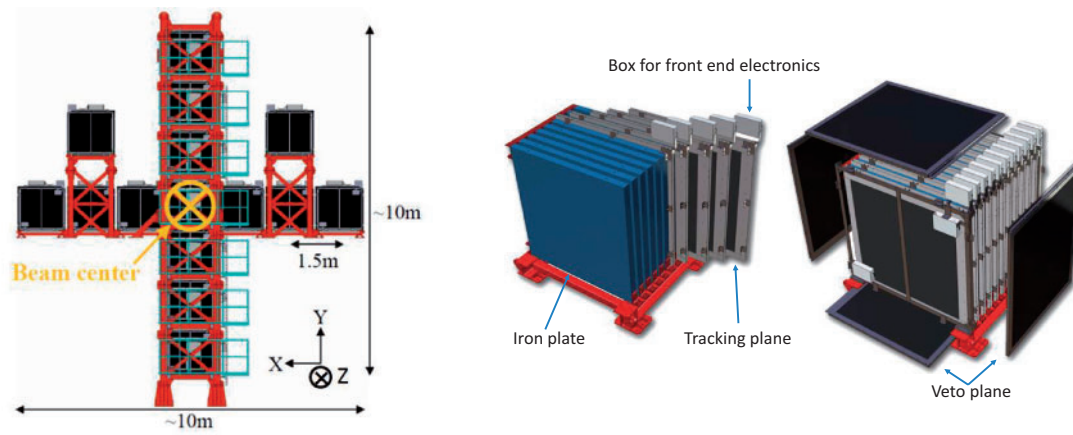 Box for front end electronics
~10m
Beam center
1.5m
Y
X
Z
~10m
Iron plate
Tracking plane
Veto plane